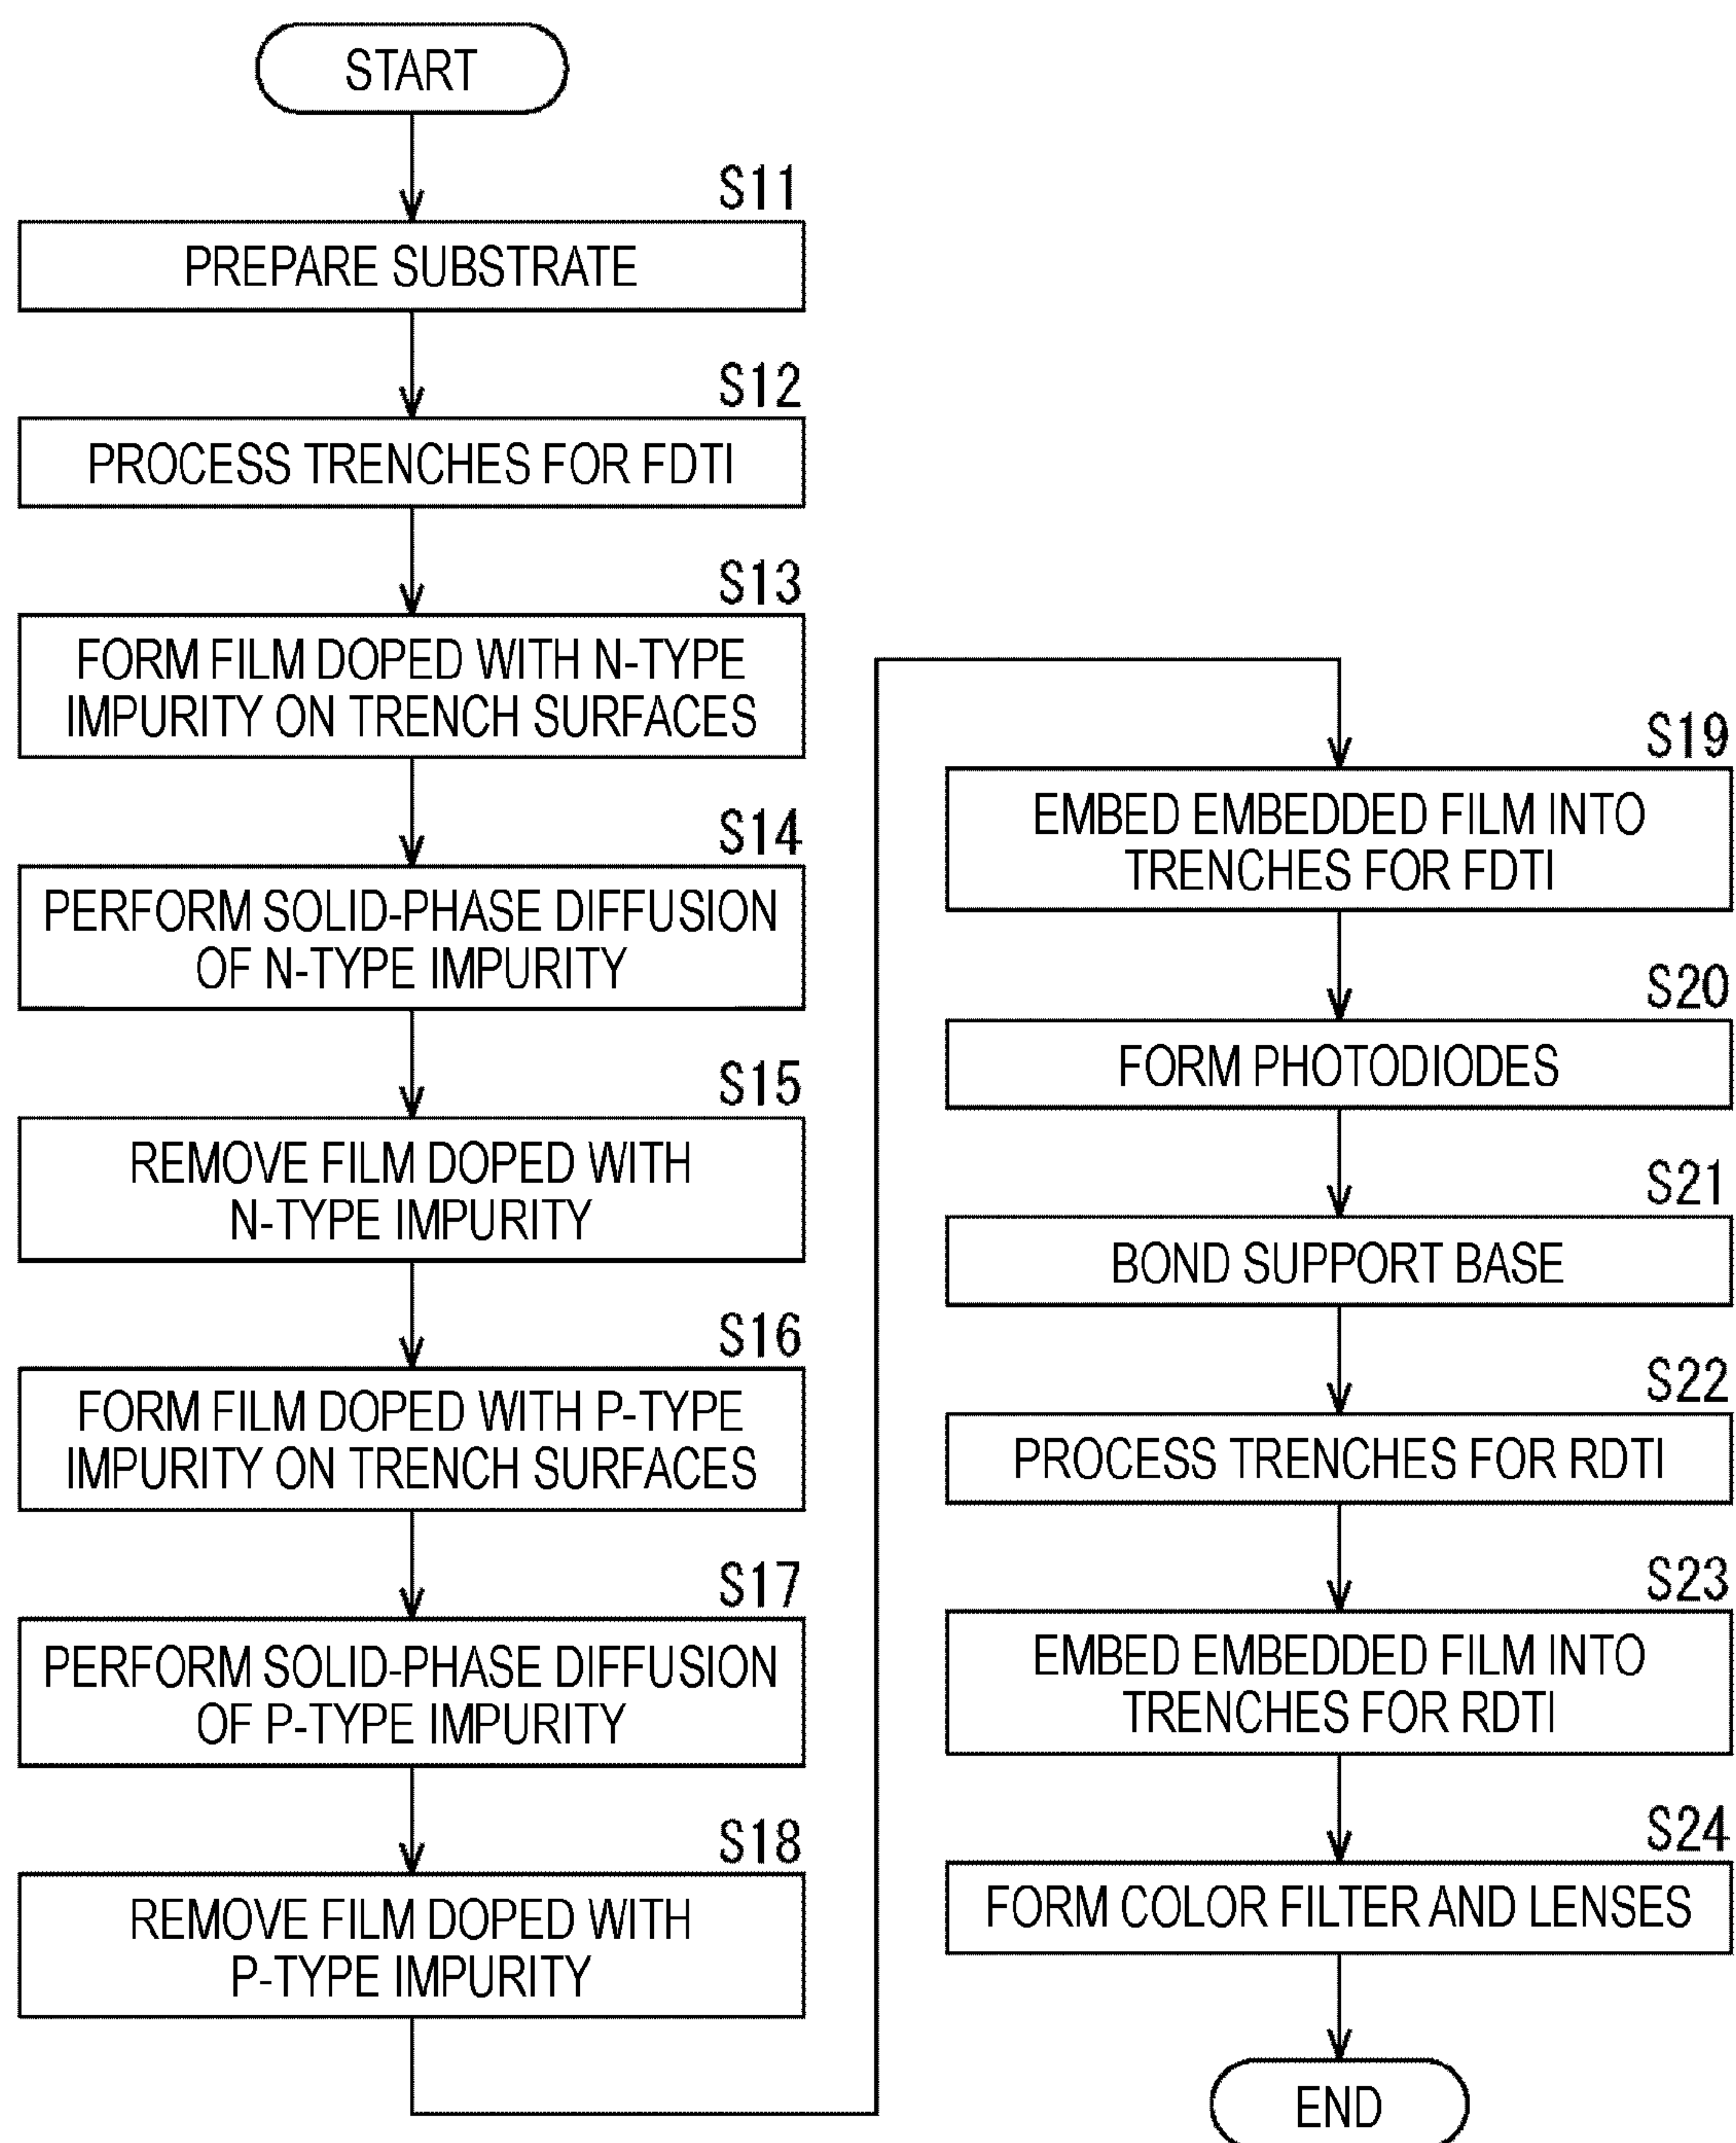 START
S11
PREPARE SUBSTRATE
S12
PROCESS TRENCHES FOR FDTI
S13
FORM FILM DOPED WITH N-TYPE
IMPURITY ON TRENCH SURFACES
S14
PERFORM SOLID-PHASE DIFFUSION
OF N-TYPE IMPURITY
S15
REMOVE FILM DOPED WITH
N-TYPE IMPURITY
S16
FORM FILM DOPED WITH P-TYPE
IMPURITY ON TRENCH SURFACES
S17
PERFORM SOLID-PHASE DIFFUSION
OF P-TYPE IMPURITY
S18
REMOVE FILM DOPED WITH
P-TYPE IMPURITY
S19
EMBED EMBEDDED FILM INTO
TRENCHES FOR FDTI
S20
FORM PHOTODIODES
S21
BOND SUPPORT BASE
S22
PROCESS TRENCHES FOR RDTI
S23
EMBED EMBEDDED FILM INTO
TRENCHES FOR RDTI
S24
FORM COLOR FILTER AND LENSES
END